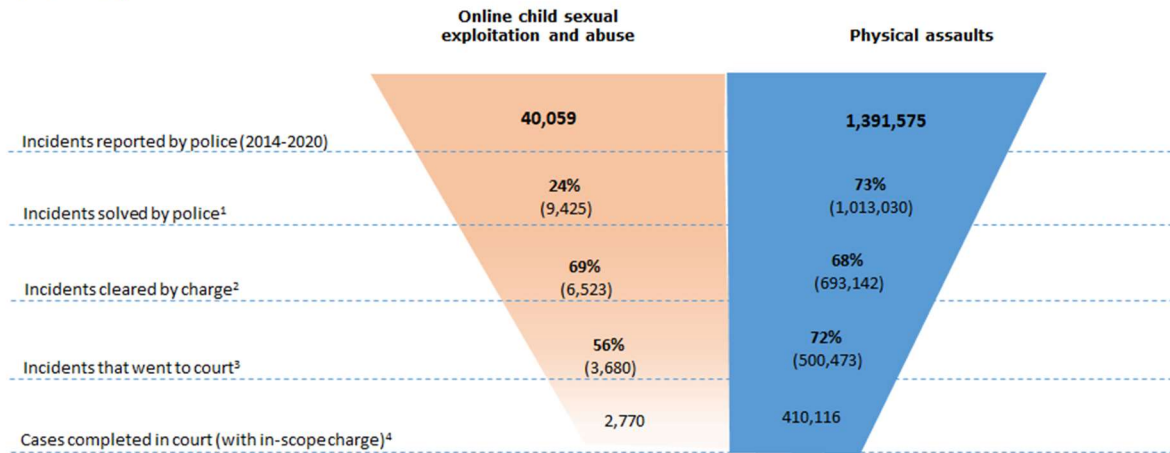 Online child sexual
exploitation and abuse
Physical assaults
Incidents reported by police (2014-2020)
40,059
1,391,575
Incidents solved by police¹
24%
(9,425)
73%
(1,013,030)
Incidents cleared by charge²
69%
(6,523)
68%
(693,142)
Incidents that went to court³
56%
(3,680)
72%
(500,473)
Cases completed in court (with in-scope charge)⁴
2,770
410,116